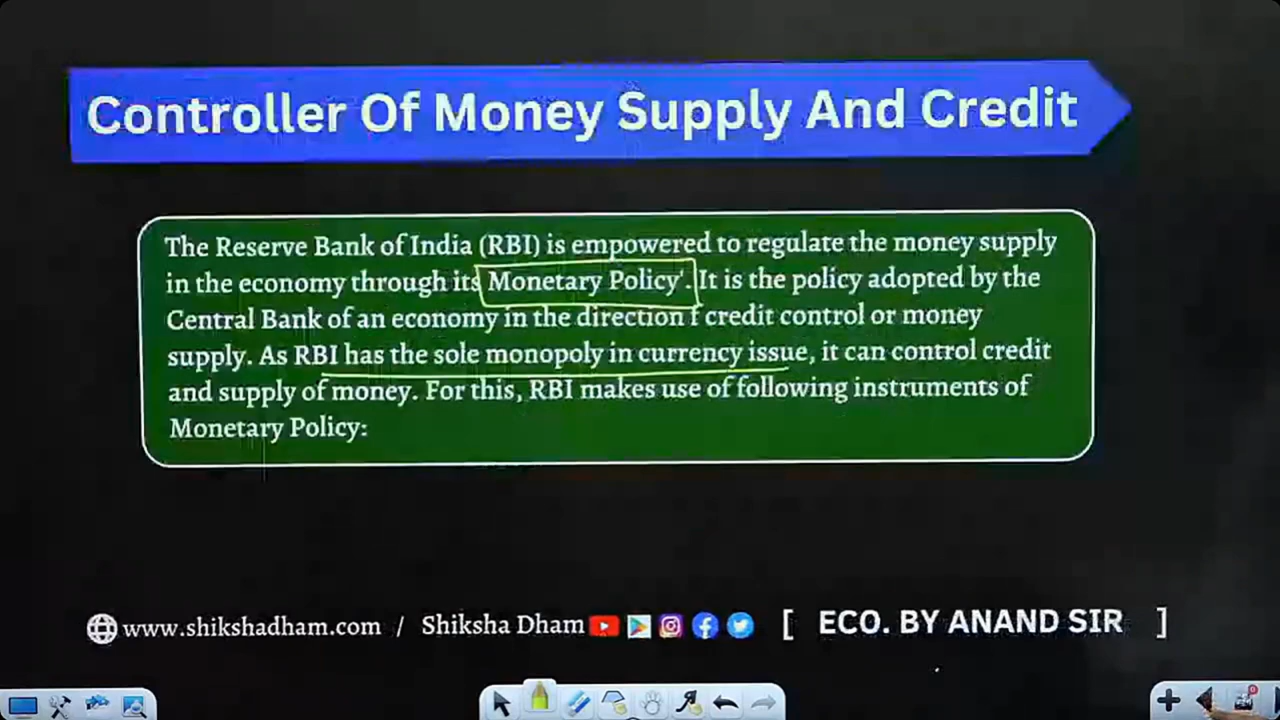 Controller Of Money Supply And Credit
The Reserve Bank of India (RBI) is empowered to regulate the money supply
in the economy through its Monetary Policy'. It is the policy adopted by the
Central Bank of an economy in the direction f credit control or money
supply. As RBI has the sole monopoly in currency issue, it can control credit
and supply of money. For this, RBI makes use of following instruments of
Monetary Policy:
www.shikshadham.com / Shiksha Dham [ ECO. BY ANAND SIR ]